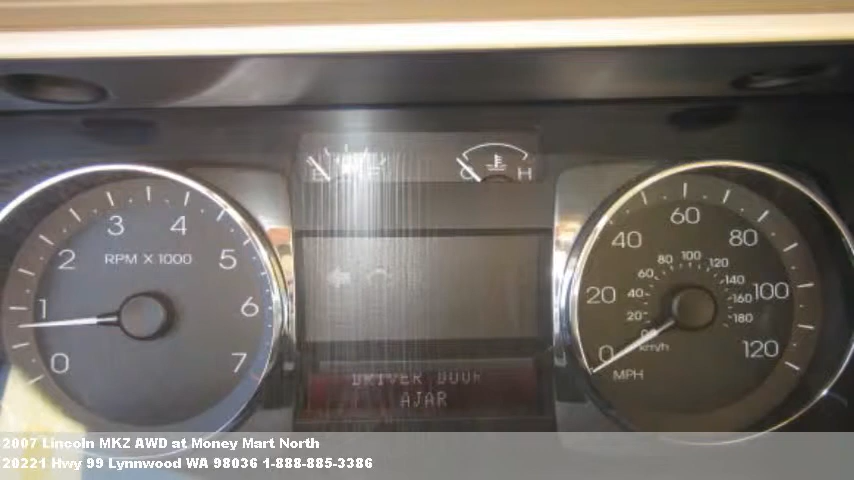 E F
C H
3 4
2 RPM X 1000 5
1 6
0 7
60
40 80
80 100 120
60 140
20 40 160 100
20 180
0 km/h
0 MPH 120
DRIVER DOOR
AJAR
2007 Lincoln MKZ AWD at Money Mart North
20221 Hwy 99 Lynnwood WA 98036 1-888-885-3386